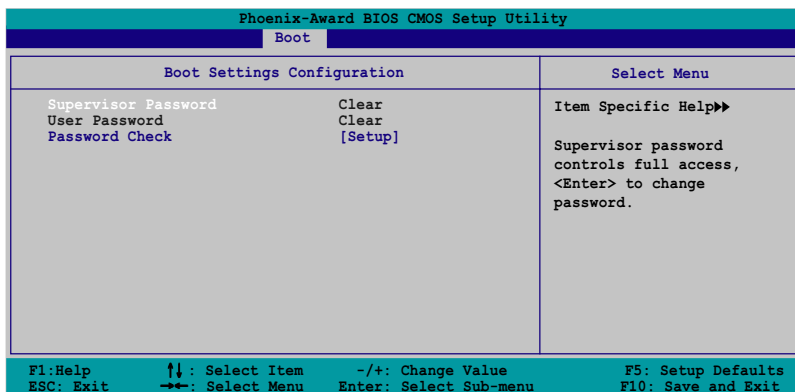 Phoenix-Award BIOS CMOS Setup Utility
Boot
Boot Settings Configuration
Select Menu
Supervisor Password Clear
User Password Clear
Password Check [Setup]
Item Specific Help▶▶
Supervisor password
controls full access,
<Enter> to change
password.
F1:Help ↑↓ : Select Item -/+: Change Value F5: Setup Defaults
ESC: Exit →←: Select Menu Enter: Select Sub-menu F10: Save and Exit